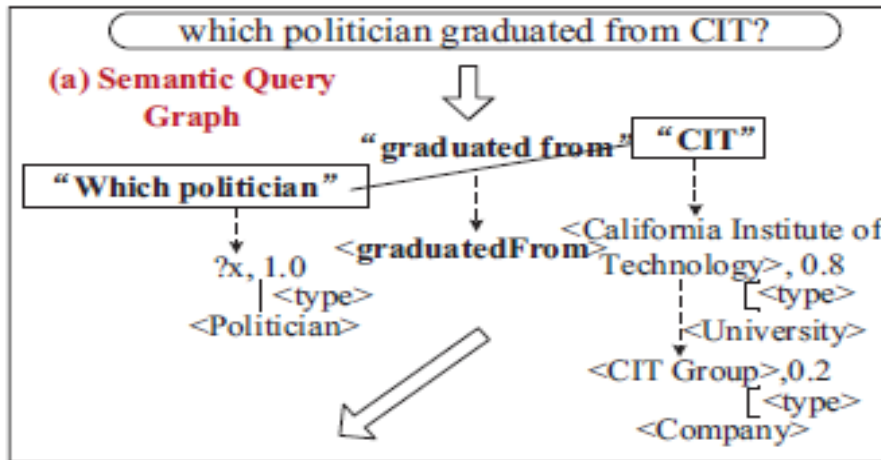 which politician graduated from CIT?
(a) Semantic Query
Graph
“graduated from”
“CIT”
“Which politician”
<graduatedFrom>
<California Institute of
Technology>, 0.8
?x, 1.0
<type>
<Politician>
<type>
<University>
<CIT Group>,0.2
<type>
<Company>